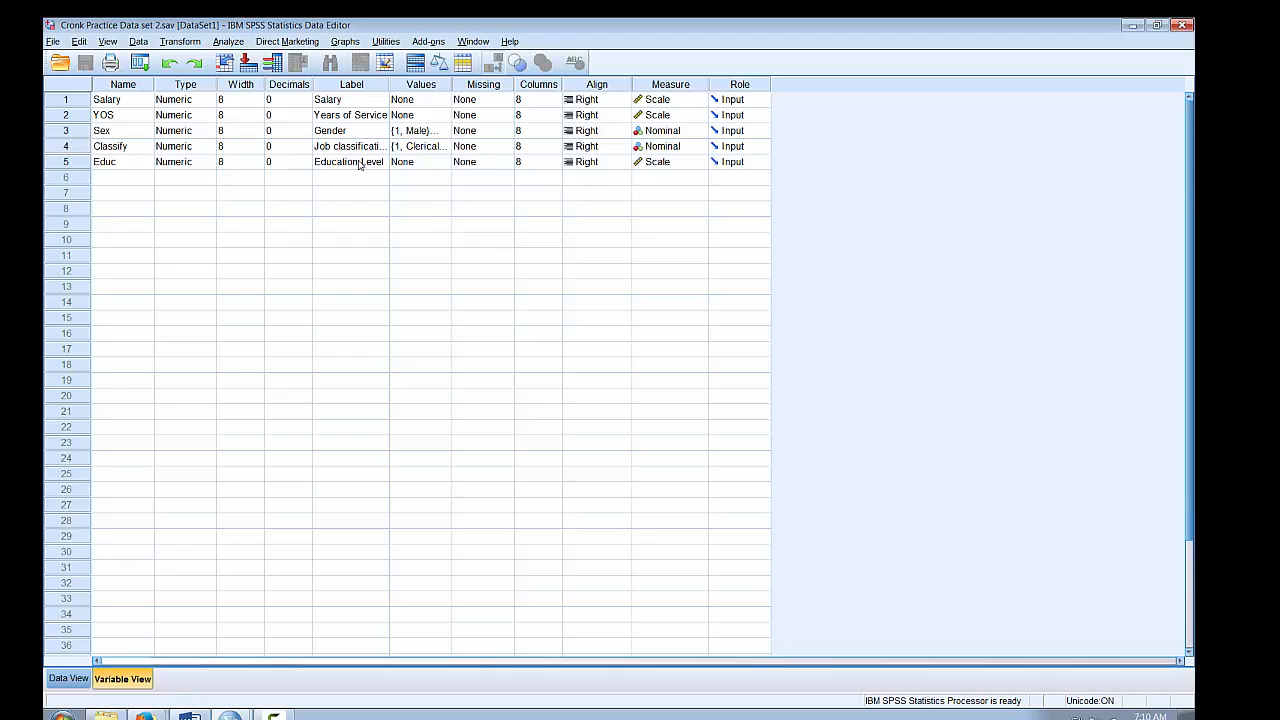 Cronk Practice Data set 2.sav [DataSet1] - IBM SPSS Statistics Data Editor
File Edit View Data Transform Analyze Direct Marketing Graphs Utilities Add-ons Window Help
Name Type Width Decimals Label Values Missing Columns Align Measure Role
1 Salary Numeric 8 0 Salary None None 8 Right Scale Input
2 YOS Numeric 8 0 Years of Service None None 8 Right Scale Input
3 Sex Numeric 8 0 Gender {1, Male}... None 8 Right Nominal Input
4 Classify Numeric 8 0 Job classificati... {1, Clerical... None 8 Right Nominal Input
5 Educ Numeric 8 0 Education Level None None 8 Right Scale Input
6
7
8
9
10
11
12
13
14
15
16
17
18
19
20
21
22
23
24
25
26
27
28
29
30
31
32
33
34
35
36
Data View Variable View
IBM SPSS Statistics Processor is ready Unicode:ON
7:10 AM